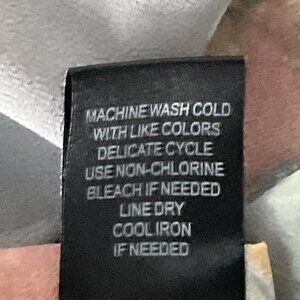 MACHINE WASH COLD
WITH LIKE COLORS
DELICATE CYCLE
USE NON-CHLORINE
BLEACH IF NEEDED
LINE DRY
COOL IRON
IF NEEDED